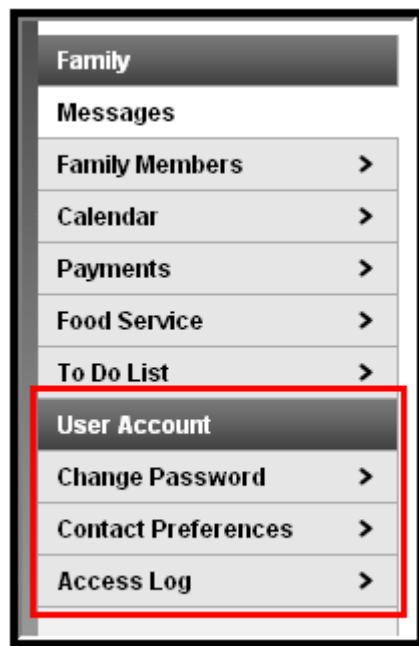 Family
Messages
Family Members >
Calendar >
Payments >
Food Service >
To Do List >
User Account
Change Password >
Contact Preferences >
Access Log >